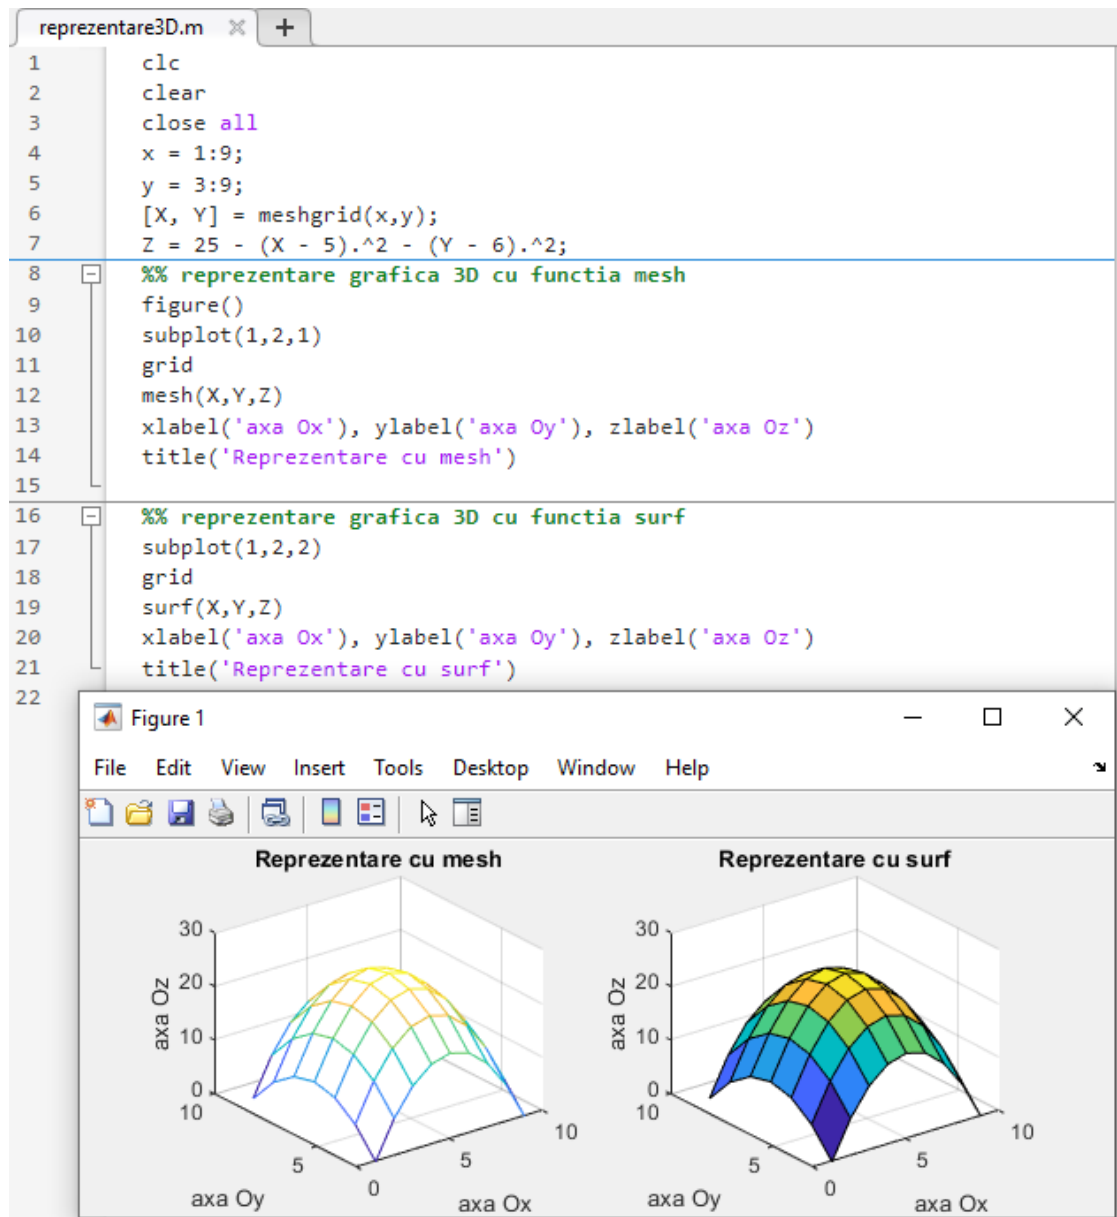 reprezentare3D.m
1 clc
2 clear
3 close all
4 x = 1:9;
5 y = 3:9;
6 [X, Y] = meshgrid(x,y);
7 Z = 25 - (X - 5).^2 - (Y - 6).^2;
8 %% reprezentare grafica 3D cu functia mesh
9 figure()
10 subplot(1,2,1)
11 grid
12 mesh(X,Y,Z)
13 xlabel('axa Ox'), ylabel('axa Oy'), zlabel('axa Oz')
14 title('Reprezentare cu mesh')
15
16 %% reprezentare grafica 3D cu functia surf
17 subplot(1,2,2)
18 grid
19 surf(X,Y,Z)
20 xlabel('axa Ox'), ylabel('axa Oy'), zlabel('axa Oz')
21 title('Reprezentare cu surf')
22
Figure 1
File Edit View Insert Tools Desktop Window Help
Reprezentare cu mesh
30
20
10
0
axa Oz
10
5
0
axa Oy
5
10
axa Ox
Reprezentare cu surf
30
20
10
0
axa Oz
10
5
0
axa Oy
5
10
axa Ox